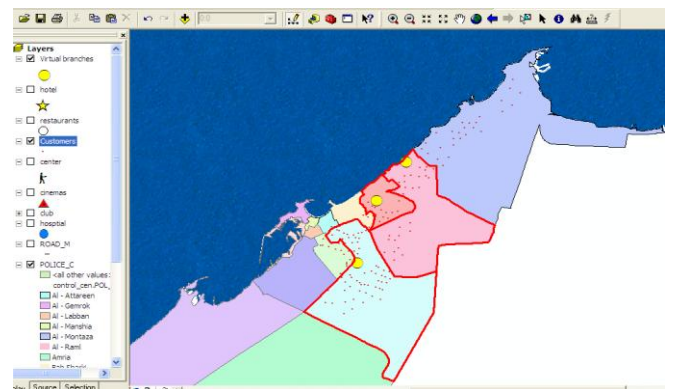 Layers
Virtual branches
hotel
restaurants
Customers
center
cinemas
club
hosptial
ROAD_M
POLICE_C
<all other values>
control_cen.POL_
Al - Attareen
Al - Gemrok
Al - Labban
Al - Manshia
Al - Montaza
Al - Raml
Amria
Source
Selection